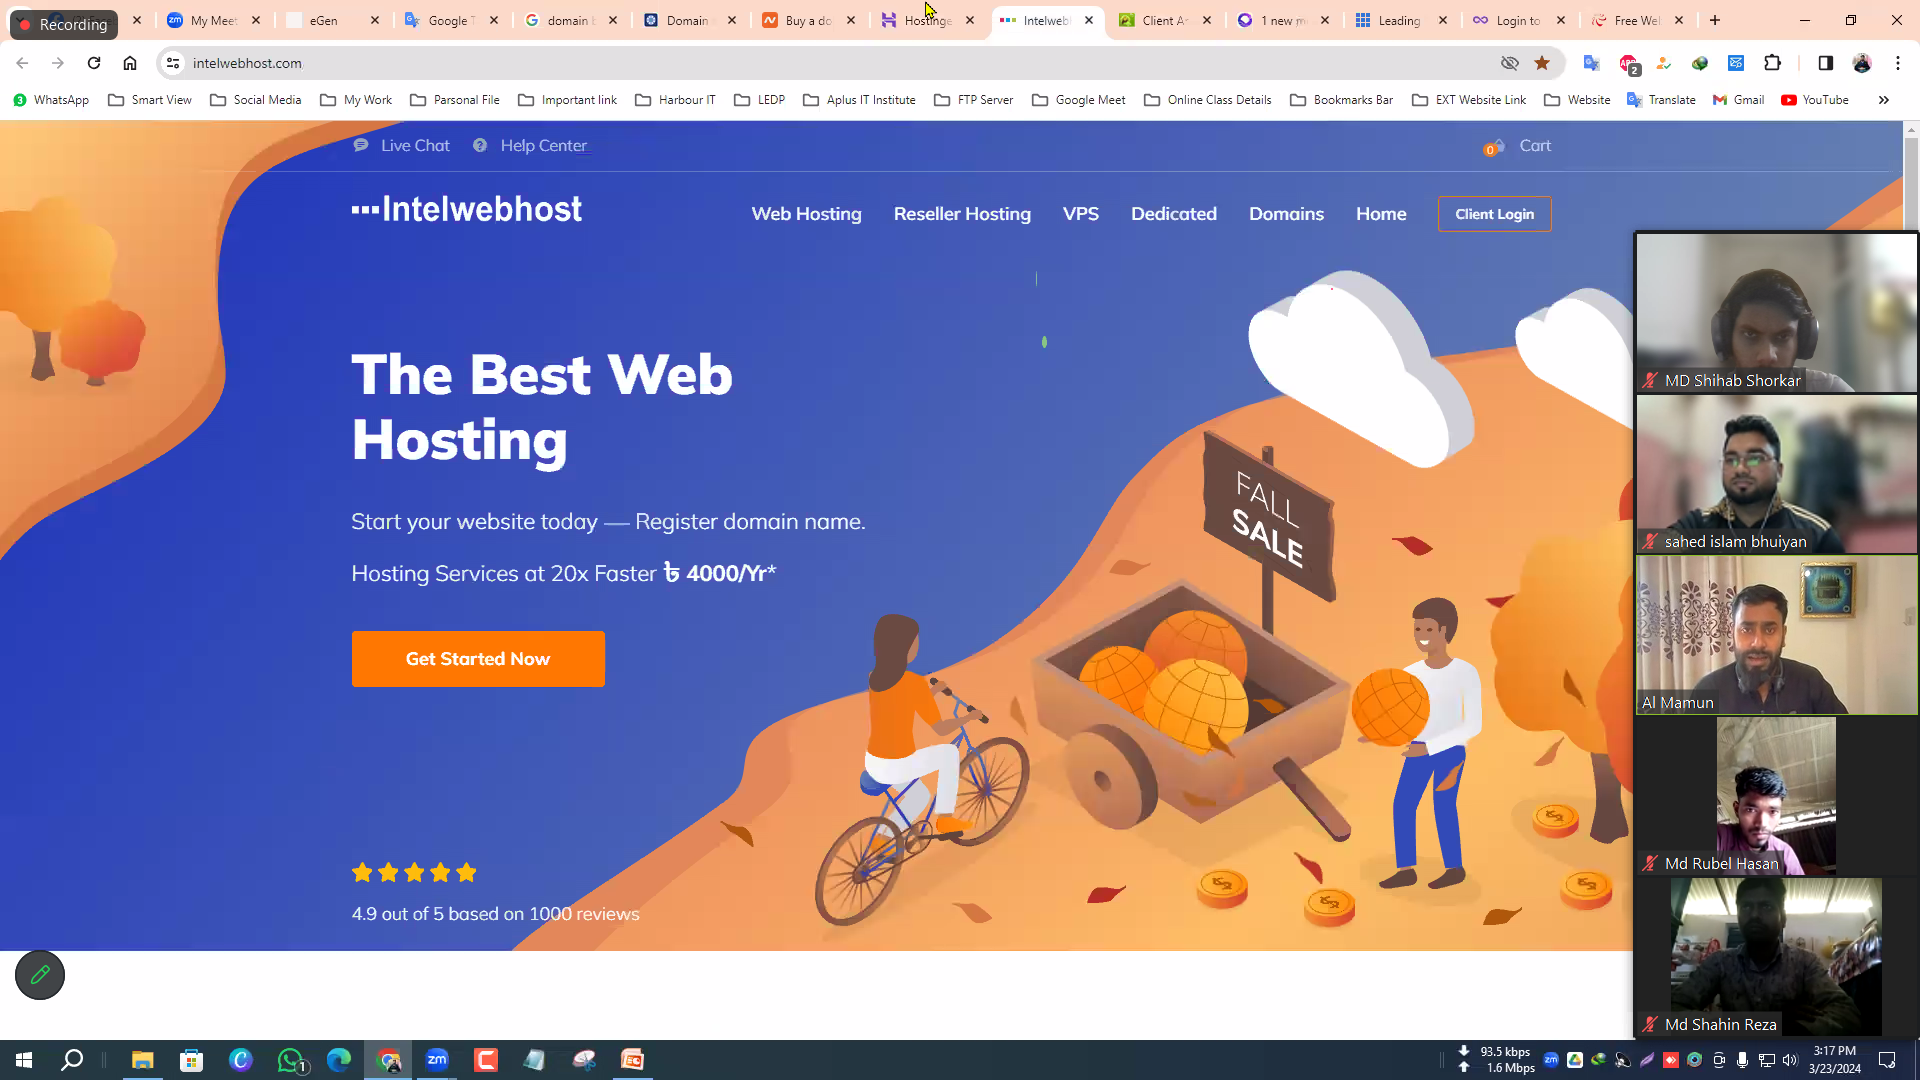 Recording
My Meet
eGen
Google T
domain b
Domain
Buy a do
Hostinge
Intelweb
Client A
1 new m
Leading
Login to
Free Wel
intelwebhost.com
2
WhatsApp
Smart View
Social Media
My Work
Parsonal File
Important link
Harbour IT
LEDP
Aplus IT Institute
FTP Server
Google Meet
Online Class Details
Bookmarks Bar
EXT Website Link
Website
Translate
Gmail
YouTube
Live Chat
Help Center
0
Cart
Intelwebhost
Web Hosting
Reseller Hosting
VPS
Dedicated
Domains
Home
Client Login
The Best Web
Hosting
Start your website today — Register domain name.
Hosting Services at 20x Faster ৳ 4000/Yr*
Get Started Now
4.9 out of 5 based on 1000 reviews
FALL
SALE
MD Shihab Shorkar
sahed islam bhuiyan
Al Mamun
Md Rubel Hasan
Md Shahin Reza
1
zm
93.5 kbps
1.6 Mbps
3:17 PM
3/23/2024